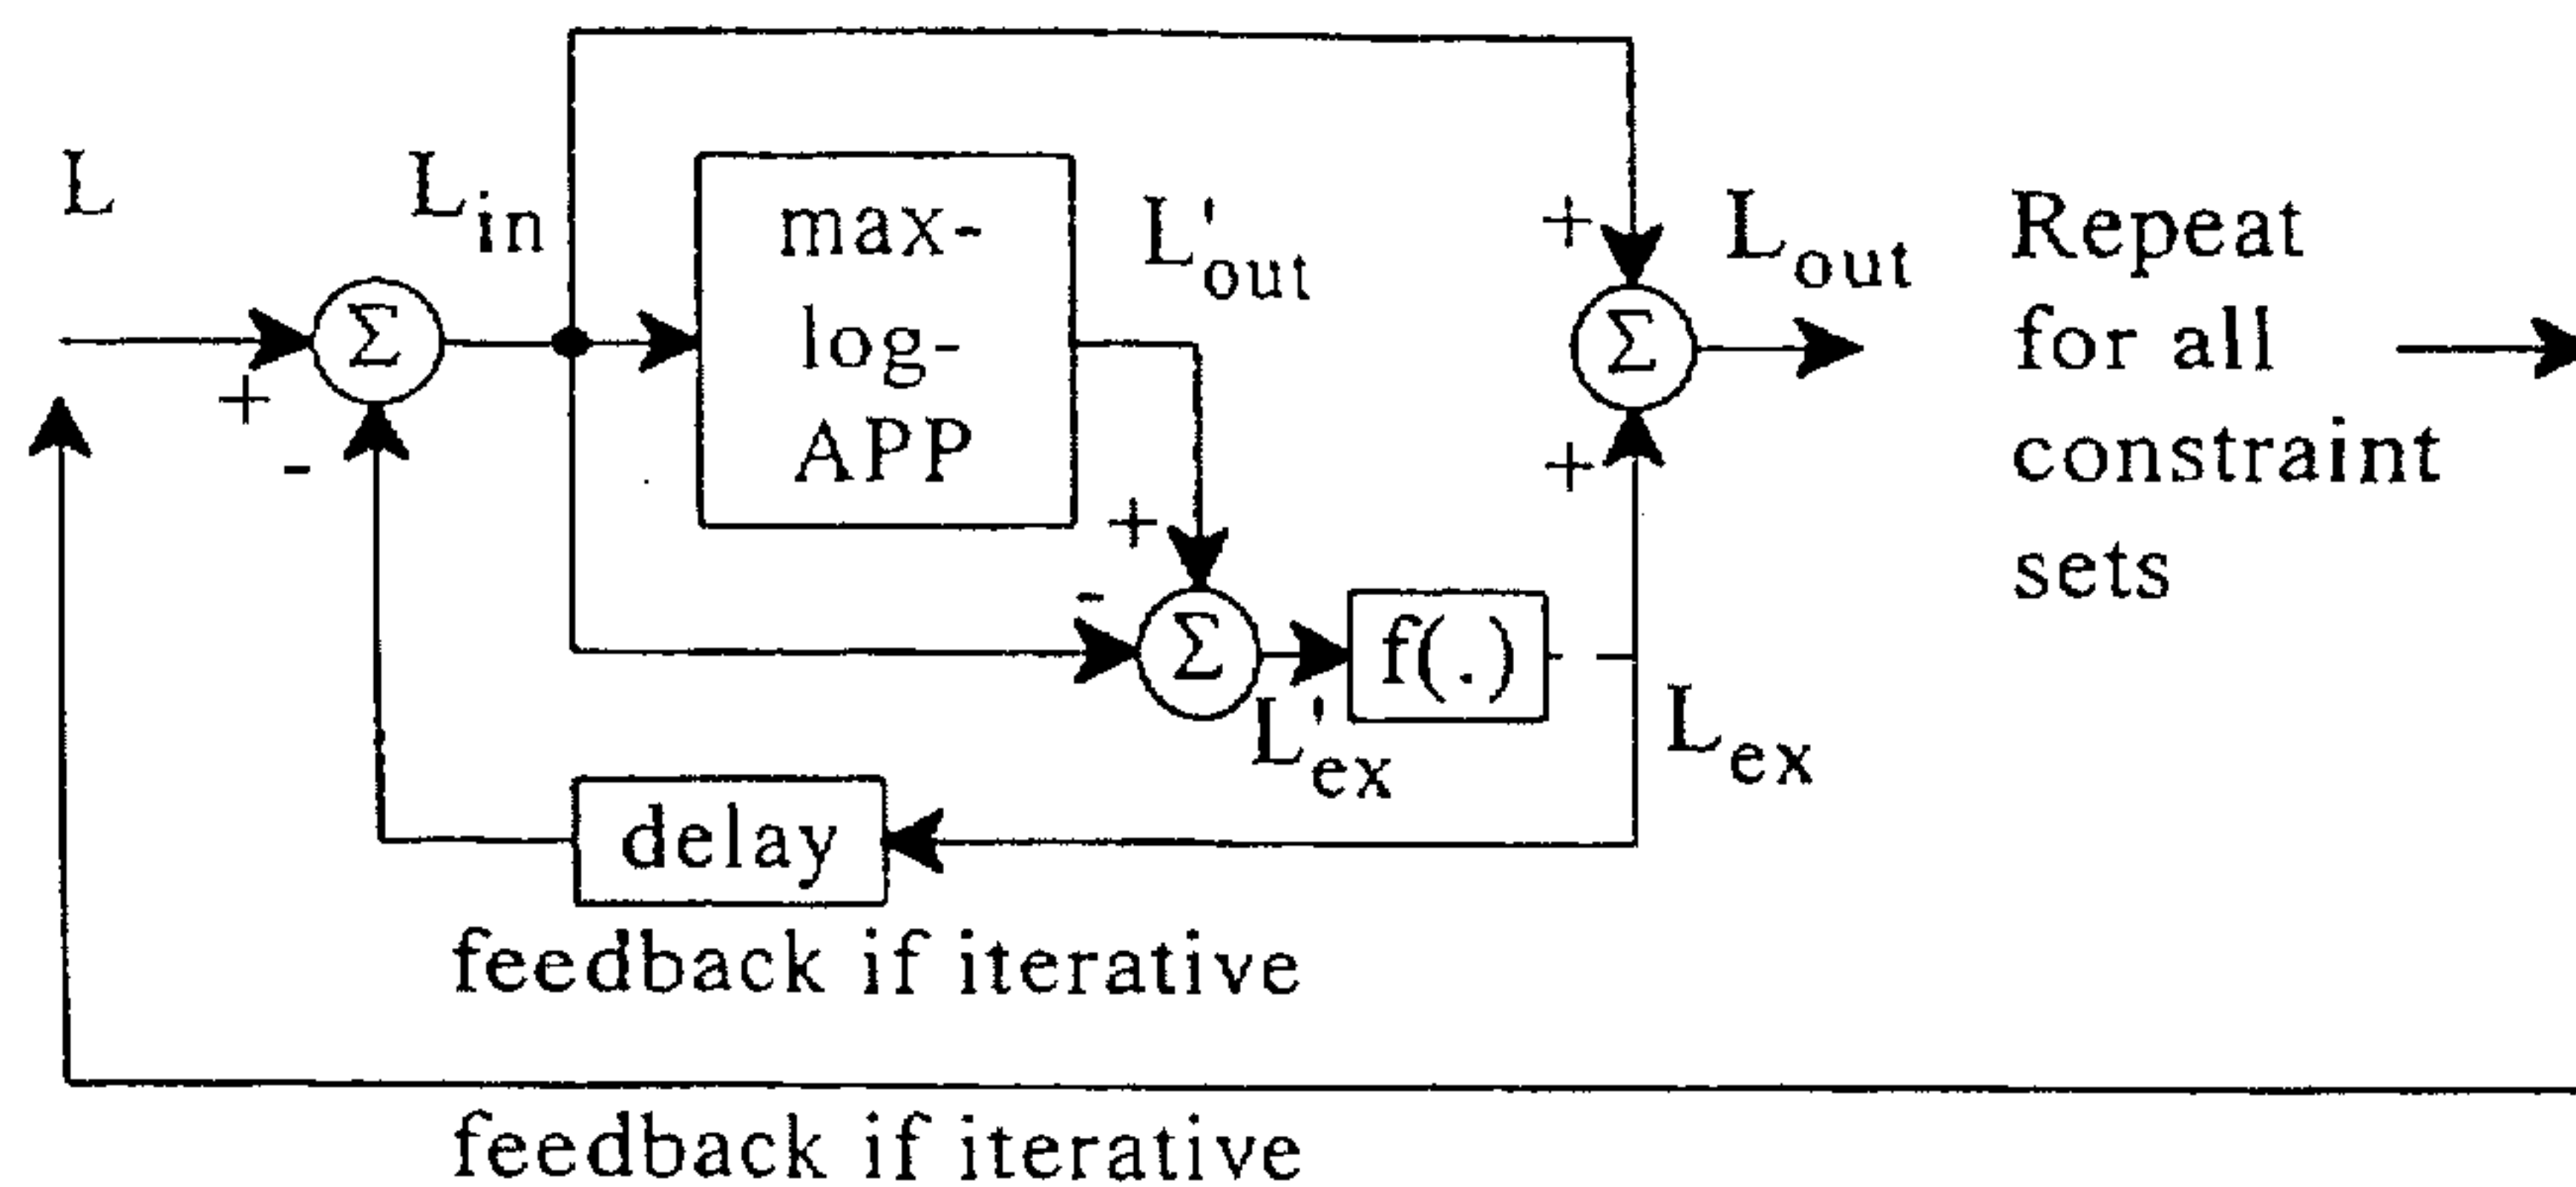 L
L_in
max-
log-
APP
L'_out
L_out
Repeat
for all
constraint
sets
Σ
+
-
+
-
Σ
L'_ex
f(.)
+
+
Σ
L_ex
delay
feedback if iterative
feedback if iterative